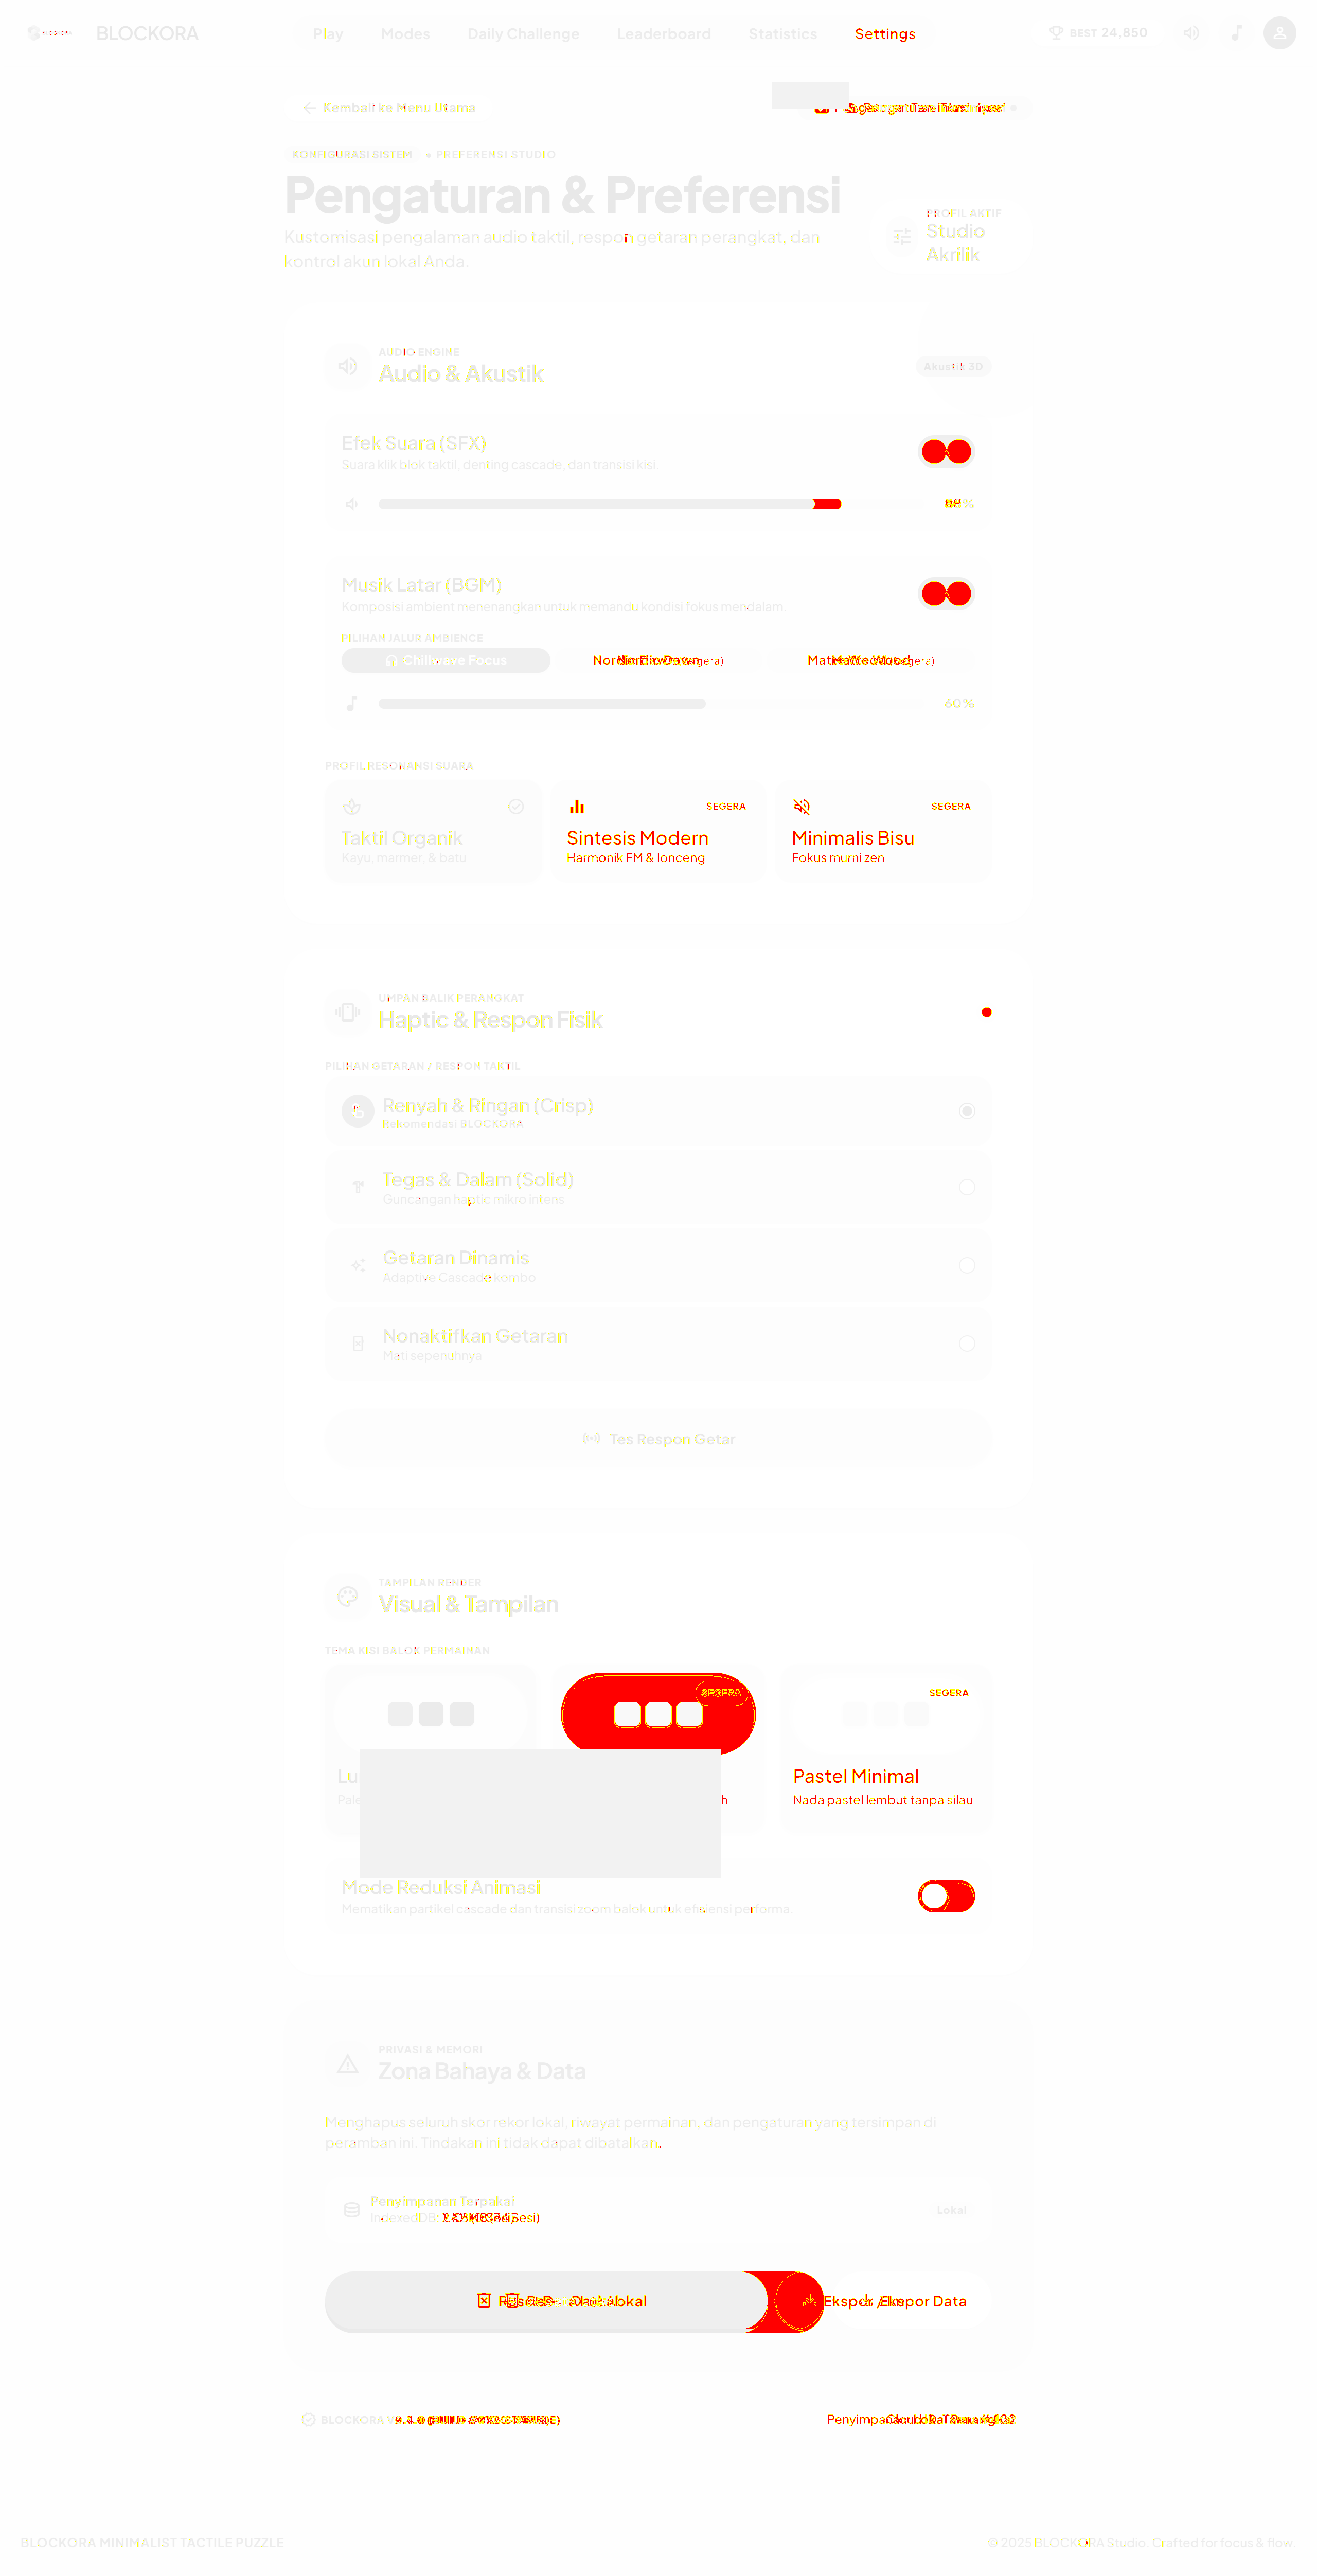 BLOCKORA
Play
Modes
Daily Challenge
Leaderboard
Statistics
Settings
BEST 24,850
Kembali ke Menu Utama
KONFIGURASI SISTEM
• PREFERENSI STUDIO
Pengaturan & Preferensi
Kustomisasi pengalaman audio taktil, respon getaran perangkat, dan
kontrol akun lokal Anda.
PROFIL AKTIF
Studio
Akrilik
AUDIO ENGINE
Audio & Akustik
Akustik 3D
Efek Suara (SFX)
Suara klik blok taktil, denting cascade, dan transisi kisi.
Musik Latar (BGM)
Komposisi ambient menenangkan untuk memandu kondisi fokus mendalam.
PILIHAN JALUR AMBIENCE
Chillwave Focus
60%
PROFIL RESONANSI SUARA
Taktil Organik
Kayu, marmer, & batu
SEGERA
Sintesis Modern
Harmonik FM & lonceng
SEGERA
Minimalis Bisu
Fokus murni zen
UMPAN BALIK PERANGKAT
Haptic & Respon Fisik
PILIHAN GETARAN / RESPON TAKTIL
Renyah & Ringan (Crisp)
Rekomendasi BLOCKORA
Tegas & Dalam (Solid)
Guncangan haptic mikro intens
Getaran Dinamis
Adaptive Cascade kombo
Nonaktifkan Getaran
Mati sepenuhnya
Tes Respon Getar
TAMPILAN RENDER
Visual & Tampilan
TEMA KISI BALOK PERMAINAN
SEGERA
SEGERA
Pastel Minimal
Nada pastel lembut tanpa silau
Mode Reduksi Animasi
Mematikan partikel cascade dan transisi zoom balok untuk efisiensi performa.
PRIVASI & MEMORI
Zona Bahaya & Data
Menghapus seluruh skor rekor lokal, riwayat permainan, dan pengaturan yang tersimpan di
peramban ini. Tindakan ini tidak dapat dibatalkan.
Penyimpanan Terpakai
IndexedDB:
Lokal
BLOCKORA
BLOCKORA MINIMALIST TACTILE PUZZLE
© 2025 BLOCKORA Studio. Crafted for focus & flow.